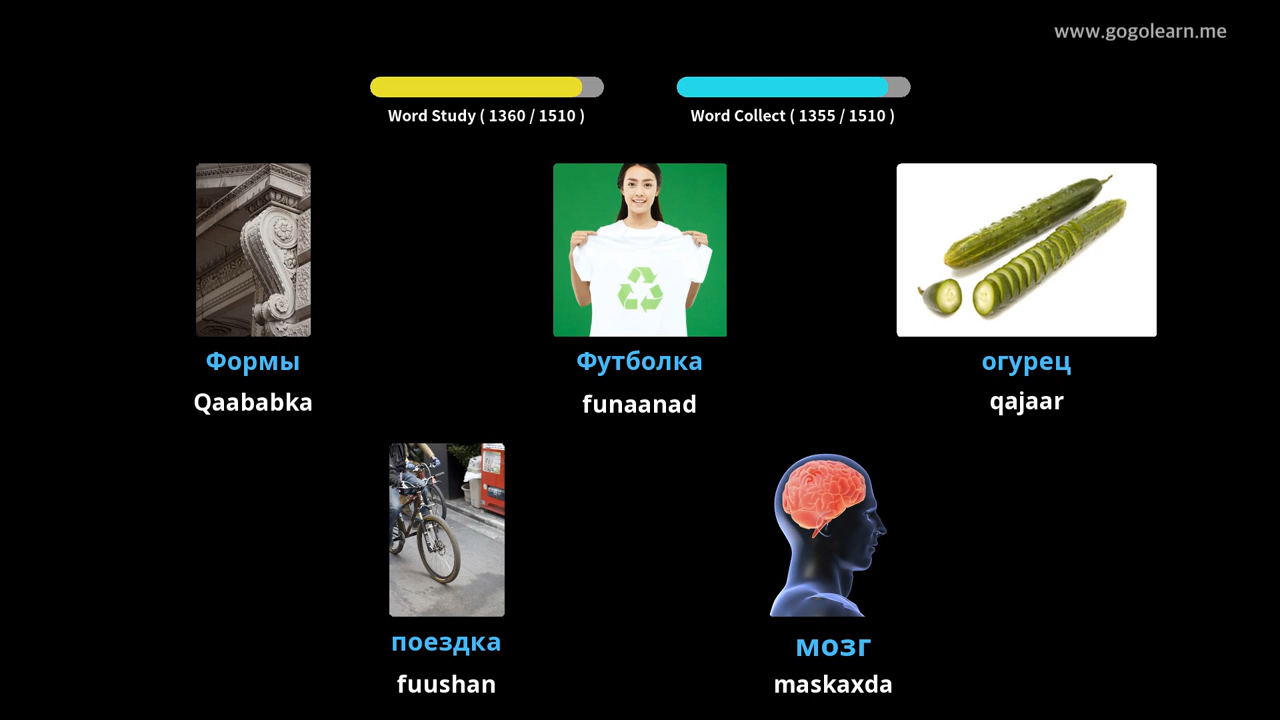 www.gogolearn.me
Word Study ( 1360 / 1510 )
Word Collect ( 1355 / 1510 )
Формы
Qaababka
Футболка
funaanad
огурец
qajaar
поездка
fuushan
мозг
maskaxda